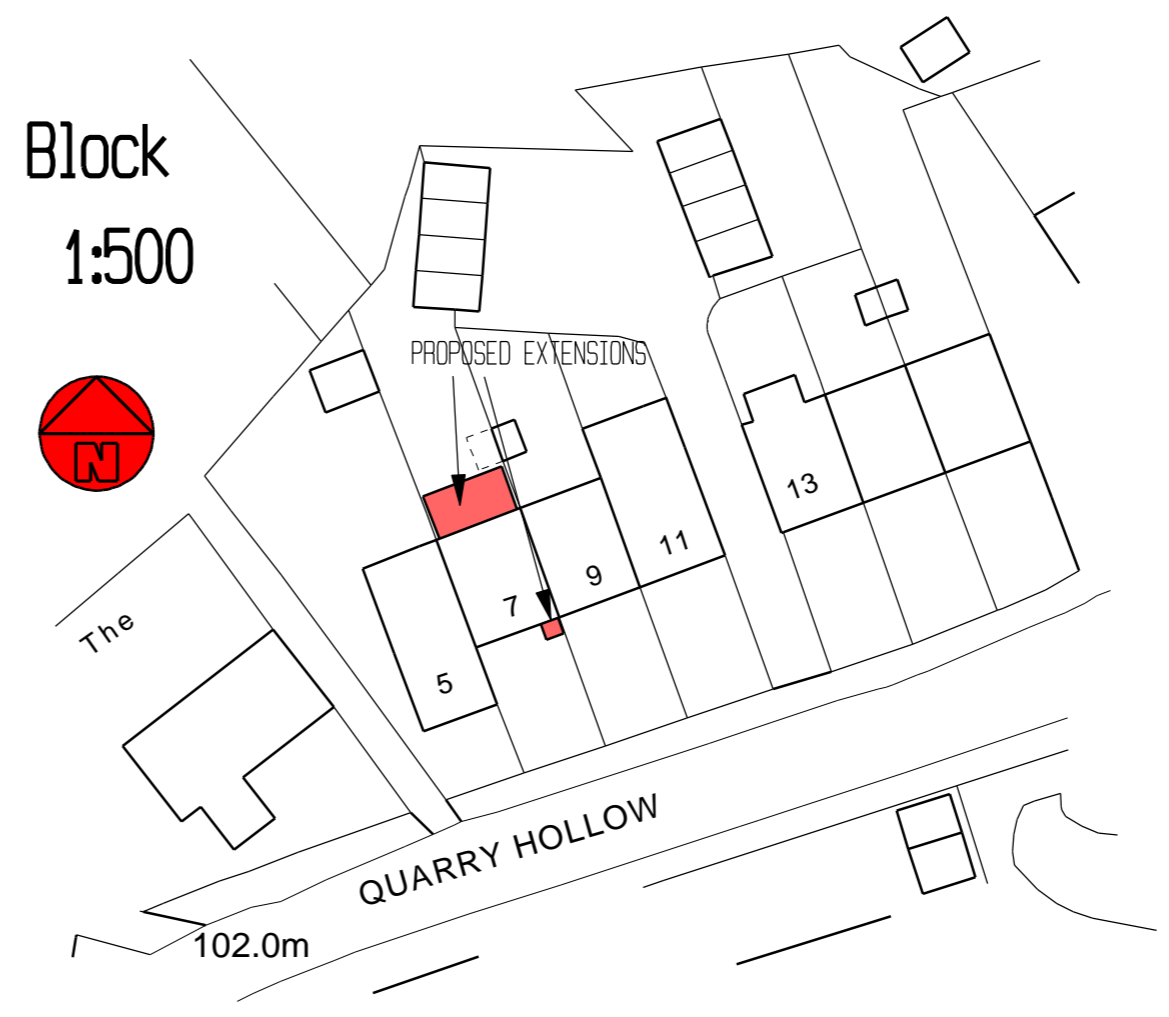 Block
1:500
PROPOSED EXTENSIONS
N
13
11
9
7
5
The
QUARRY HOLLOW
102.0m